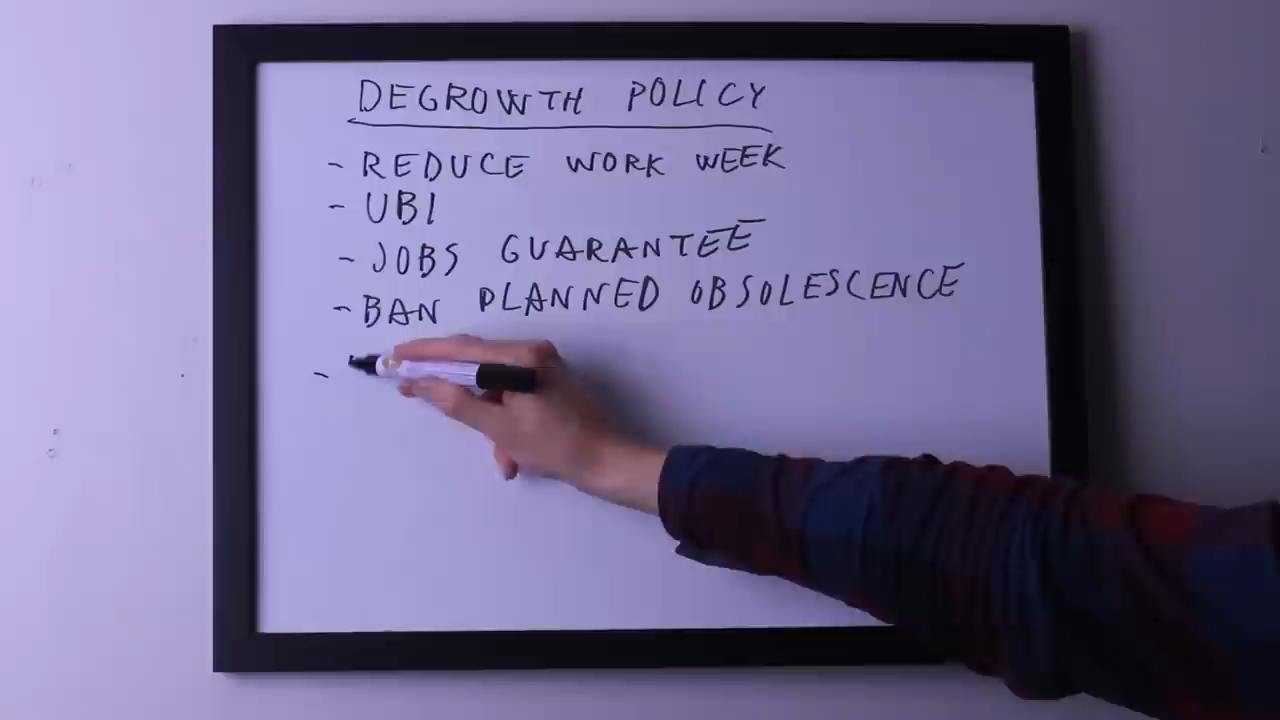 DEGROWTH POLICY
- REDUCE WORK WEEK
- UBI
- JOBS GUARANTEE
- BAN PLANNED OBSOLESCENCE
-